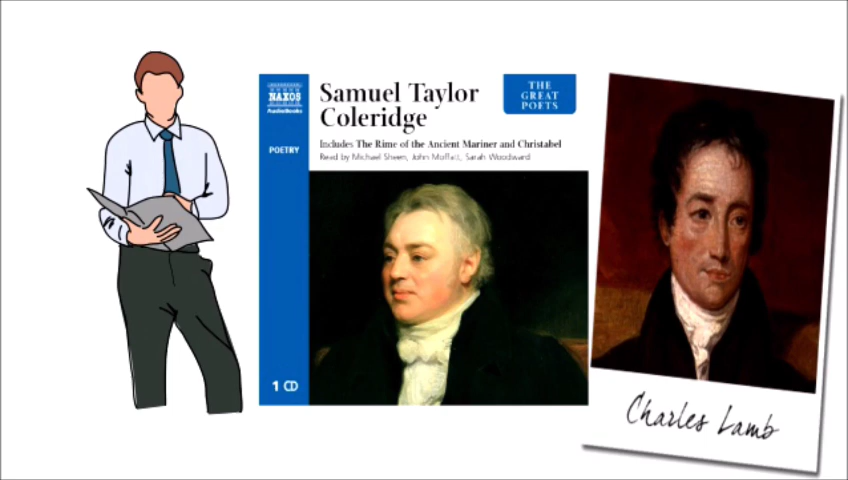 NAXOS
AudioBooks
POETRY
1 CD
Samuel Taylor
Coleridge
THE
GREAT
POETS
Includes The Rime of the Ancient Mariner and Christabel
Read by Michael Sheen, John Moffatt, Sarah Woodward
Charles Lamb